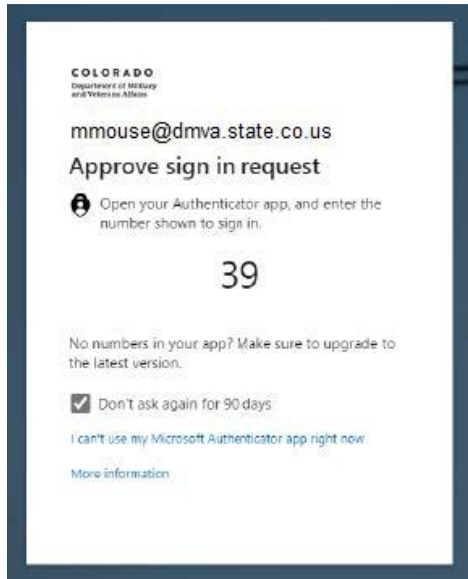 COLORADO
Department of Military
and Veterans Affairs
mmouse@dmva.state.co.us
Approve sign in request
Open your Authenticator app, and enter the
number shown to sign in.
39
No numbers in your app? Make sure to upgrade to
the latest version.
Don't ask again for 90 days
I can't use my Microsoft Authenticator app right now
More information